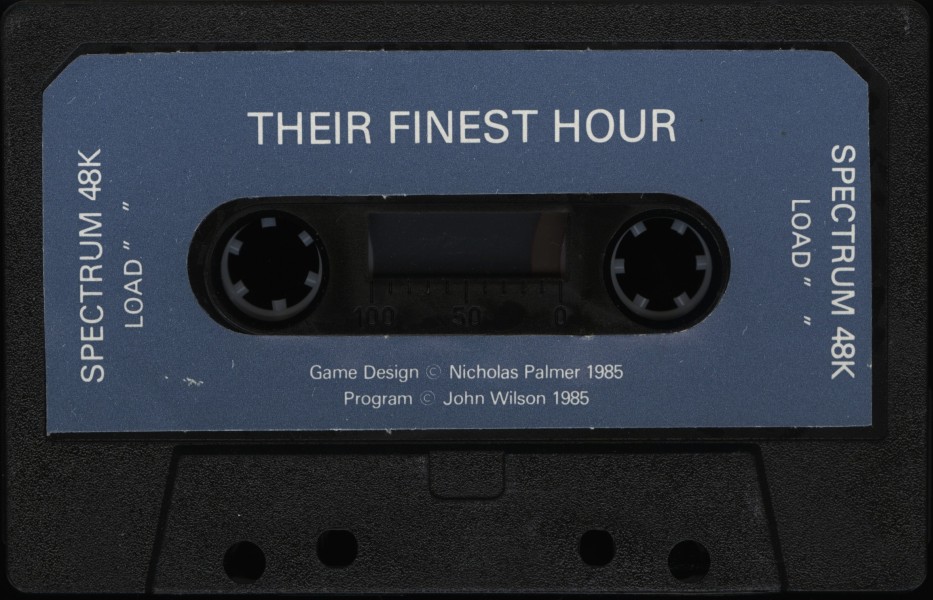 THEIR FINEST HOUR
SPECTRUM 48K
LOAD " "
SPECTRUM 48K
LOAD " "
100 50 0
Game Design © Nicholas Palmer 1985
Program © John Wilson 1985